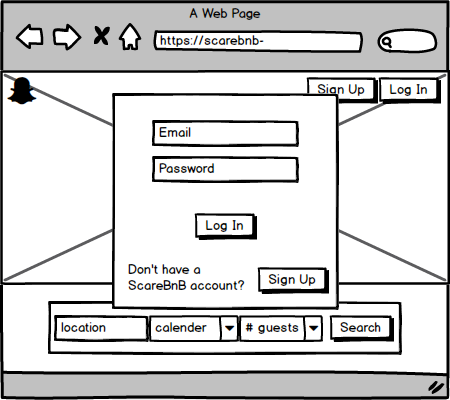 A Web Page
https://scarebnb-
Sign Up
Log In
Email
Password
Log In
Don't have a
ScareBnB account?
Sign Up
location
calender
# guests
Search